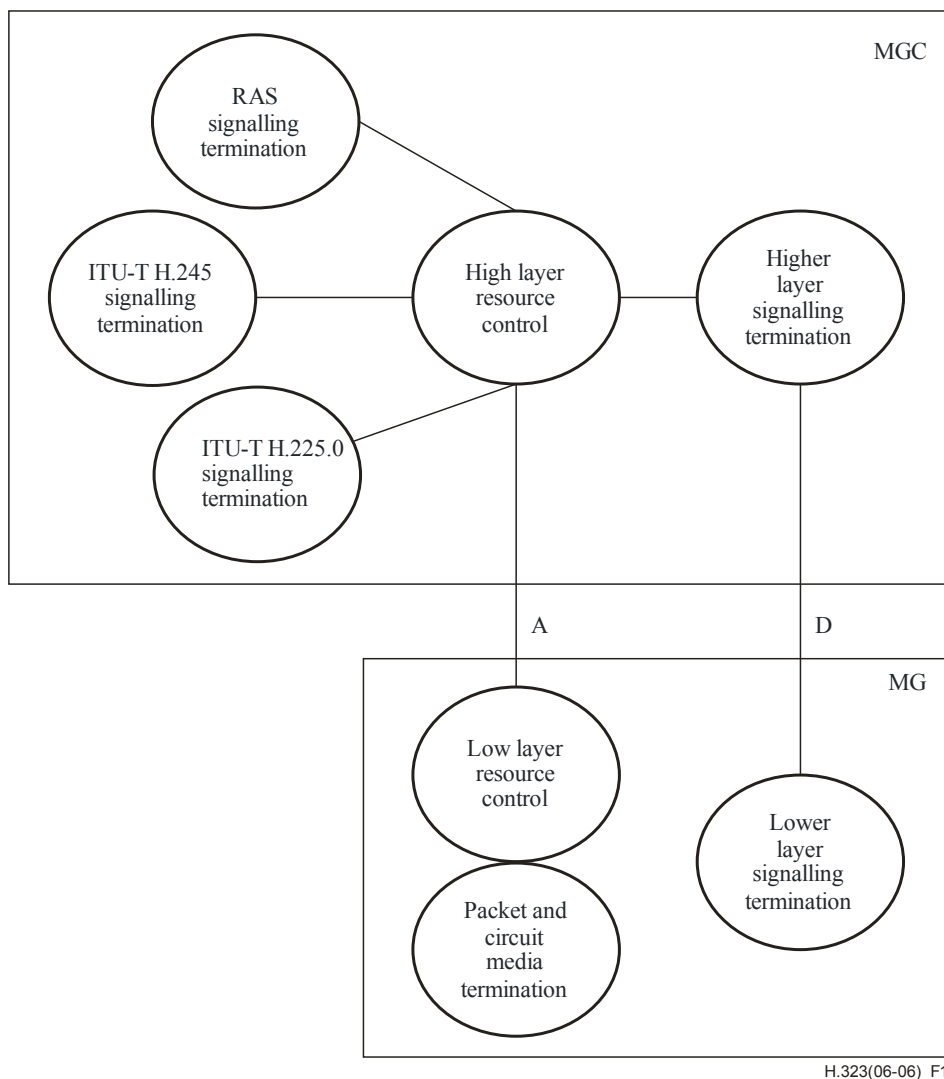 MGC
RAS
signalling
termination
ITU-T H.245
signalling
termination
High layer
resource
control
Higher
layer
signalling
termination
ITU-T H.225.0
signalling
termination
A
D
MG
Low layer
resource
control
Lower
layer
signalling
termination
Packet and
circuit
media
termination
H.323(06-06)_F1